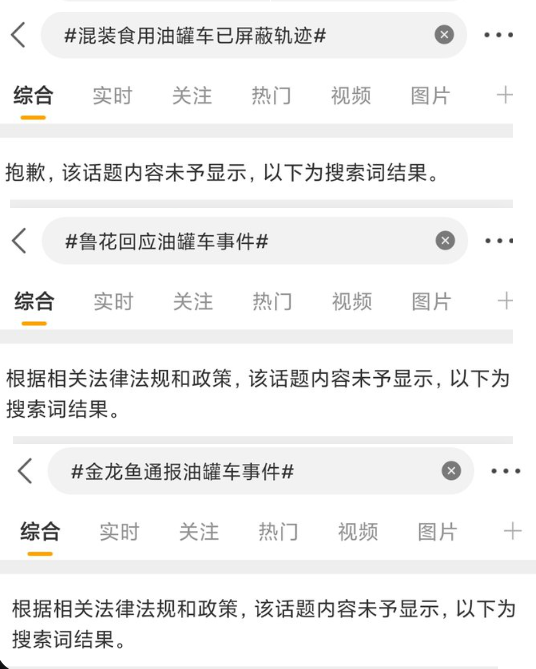 #混装食用油罐车已屏蔽轨迹#
综合 实时 关注 热门 视频 图片
抱歉，该话题内容未予显示，以下为搜索词结果。
#鲁花回应油罐车事件#
综合 实时 关注 热门 视频 图片
根据相关法律法规和政策，该话题内容未予显示，以下为
搜索词结果。
#金龙鱼通报油罐车事件#
综合 实时 关注 热门 视频 图片
根据相关法律法规和政策，该话题内容未予显示，以下为
搜索词结果。